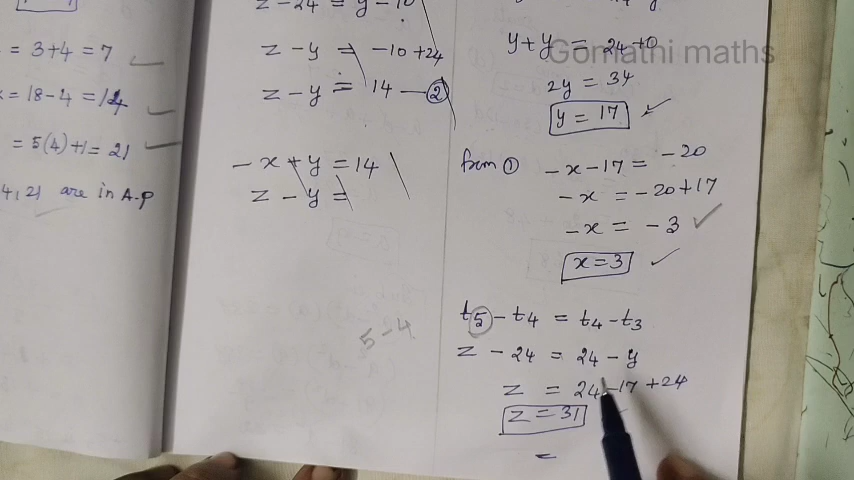 = 3+4 = 7
x = 18-4 = 14
= 5(4)+1 = 21
4, 21 are in A.P
z - 24 = y - 10
z - y = -10 + 24
z - y = 14 — ②
- x + y = 14
z - y =
5-4
Gomathi maths
y + y = 24 + 0
2y = 34
y = 17
from ① -x - 17 = -20
-x = -20 + 17
-x = -3
x = 3
t5 - t4 = t4 - t3
z - 24 = 24 - y
z = 24 - 17 + 24
z = 31
=